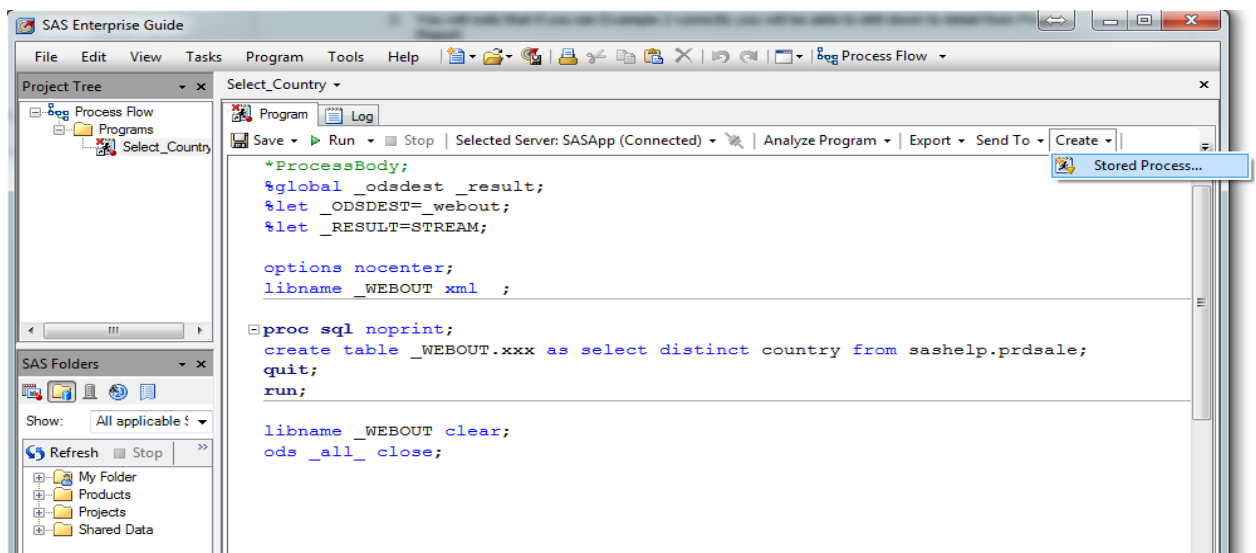 SAS Enterprise Guide
File Edit View Tasks Program Tools Help Process Flow
Project Tree
Process Flow
Programs
Select_Country
Select_Country
Program Log
Save Run Stop Selected Server: SASApp (Connected) Analyze Program Export Send To Create
Stored Process...
*ProcessBody;
%global _odsdest _result;
%let _ODSDEST=_webout;
%let _RESULT=STREAM;
options nocenter;
libname _WEBOUT xml ;
proc sql noprint;
create table _WEBOUT.xxx as select distinct country from sashelp.prdsale;
quit;
run;
libname _WEBOUT clear;
ods _all_ close;
SAS Folders
Show: All applicable
Refresh Stop
My Folder
Products
Projects
Shared Data